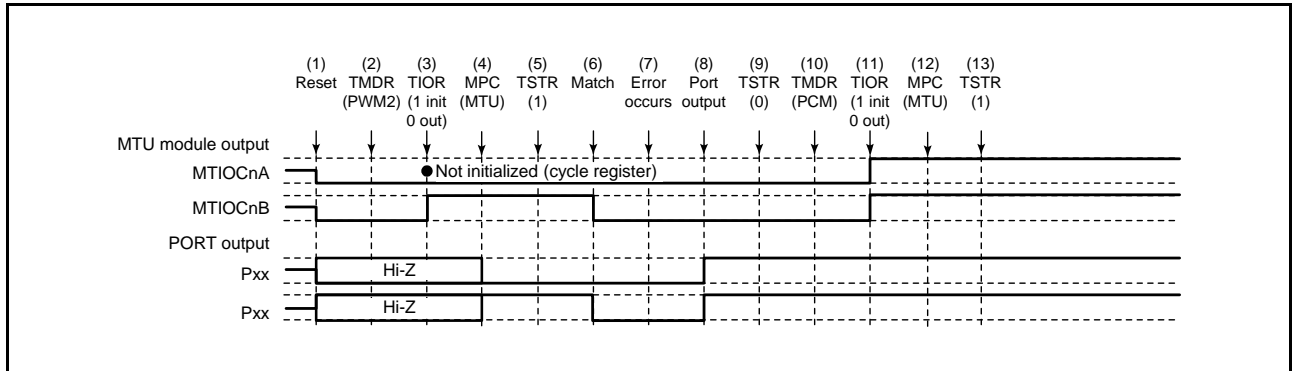 (1) (2) (3) (4) (5) (6) (7) (8) (9) (10) (11) (12) (13)
Reset TMDR TIOR MPC TSTR Match Error Port TSTR TMDR TIOR MPC TSTR
(PWM2) (1 init (MTU) (1) occurs output (0) (PCM) (1 init (MTU) (1)
0 out) 0 out)
MTU module output
MTIOCnA
Not initialized (cycle register)
MTIOCnB
PORT output
Pxx
Hi-Z
Pxx
Hi-Z